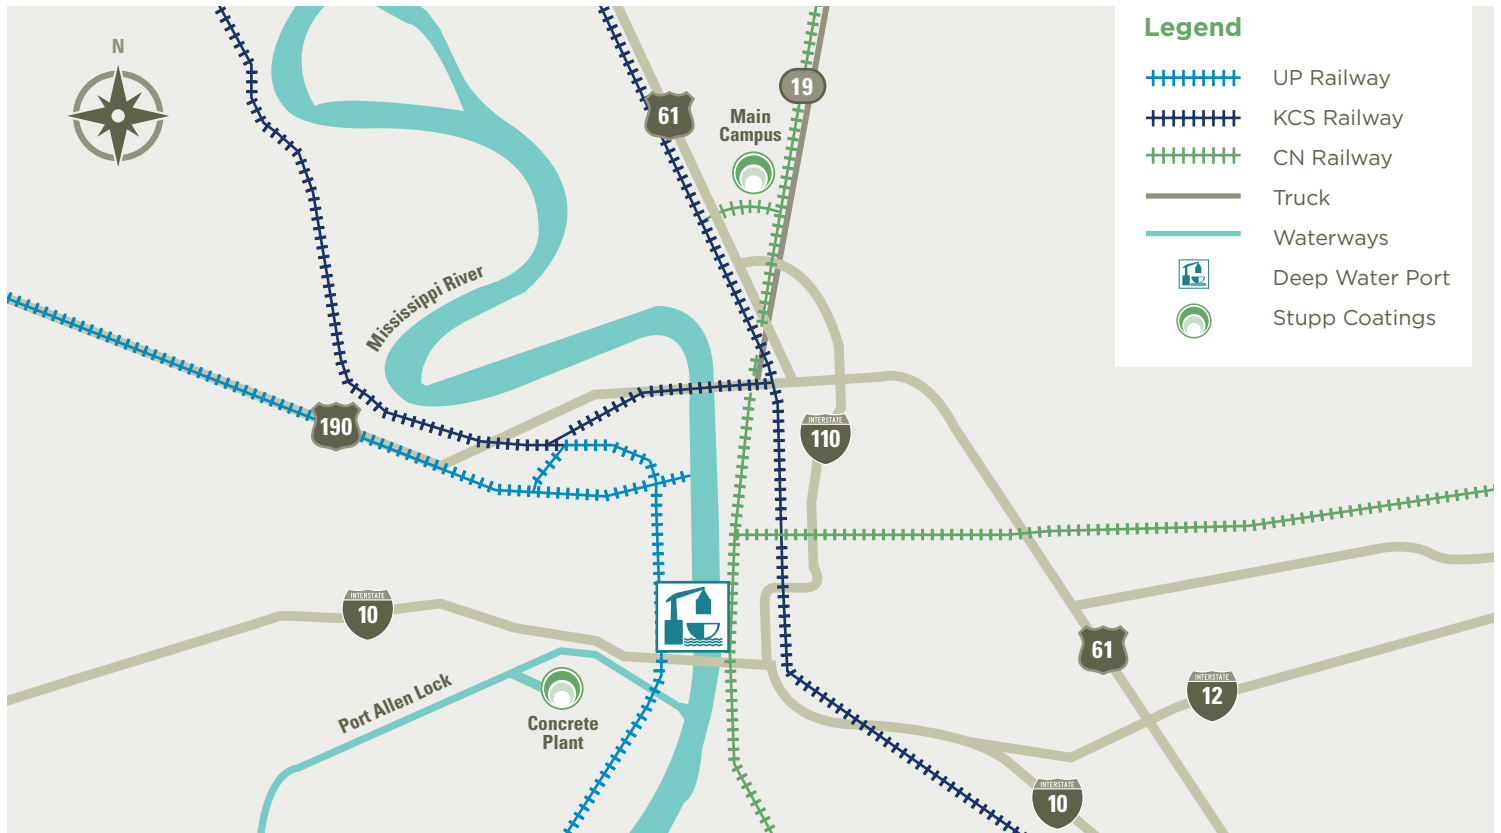 N
61
19
Main
Campus
Legend
UP Railway
KCS Railway
CN Railway
Truck
Waterways
Deep Water Port
Stupp Coatings
Mississippi River
190
INTERSTATE
110
INTERSTATE
10
61
INTERSTATE
12
Port Allen Lock
Concrete
Plant
INTERSTATE
10